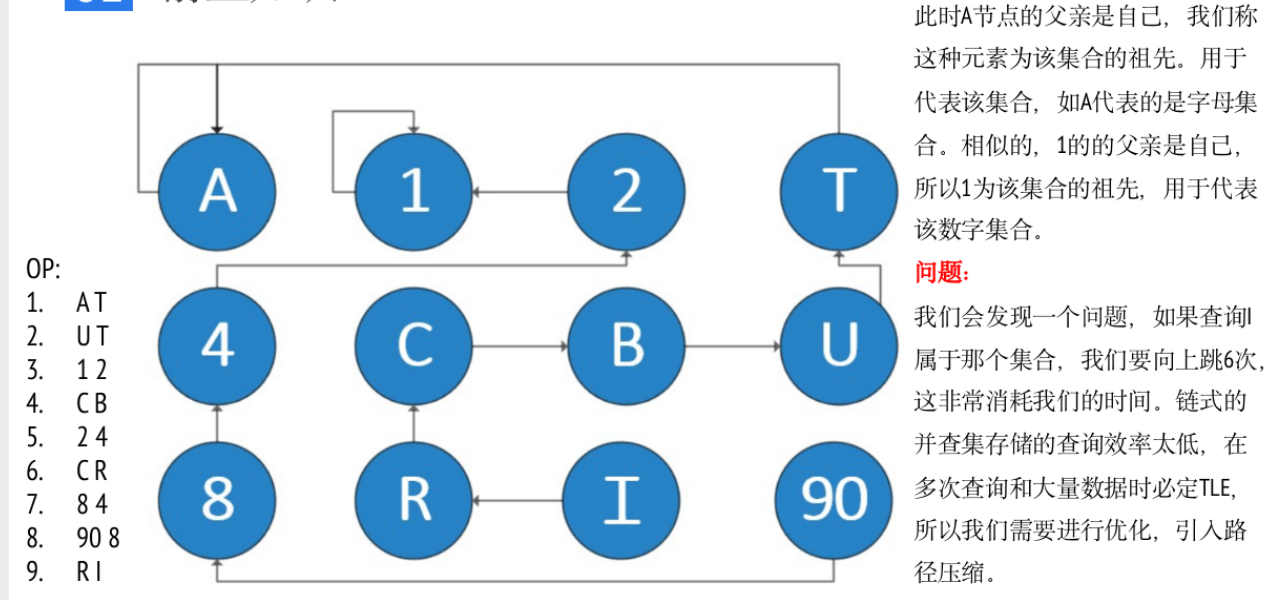 此时A节点的父亲是自己，我们称
这种元素为该集合的祖先。用于
代表该集合，如A代表的是字母集
合。相似的，1的的父亲是自己，
所以1为该集合的祖先，用于代表
该数字集合。
问题：
我们会发现一个问题，如果查询I
属于那个集合，我们要向上跳6次，
这非常消耗我们的时间。链式的
并查集存储的查询效率太低，在
多次查询和大量数据时必定TLE，
所以我们需要进行优化，引入路
径压缩。
A
1
2
T
4
C
B
U
8
R
I
90
OP:
1. A T
2. U T
3. 1 2
4. C B
5. 2 4
6. C R
7. 8 4
8. 90 8
9. R I